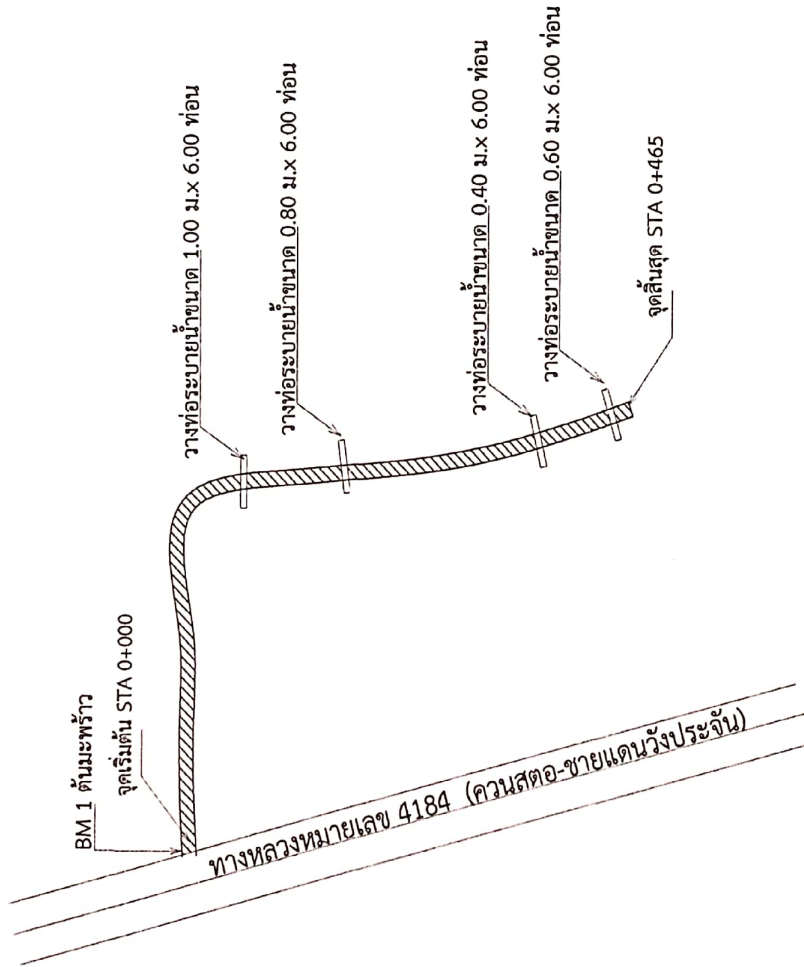 BM 1 ต้นมะพร้าว
จุดเริ่มต้น STA 0+000
วางท่อระบายน้ำขนาด 1.00 ม.x 6.00 ท่อน
วางท่อระบายน้ำขนาด 0.80 ม.x 6.00 ท่อน
วางท่อระบายน้ำขนาด 0.40 ม.x 6.00 ท่อน
วางท่อระบายน้ำขนาด 0.60 ม.x 6.00 ท่อน
จุดสิ้นสุด STA 0+465
ทางหลวงหมายเลข 4184 (ควนสตอ-ชายแดนวังประจัน)